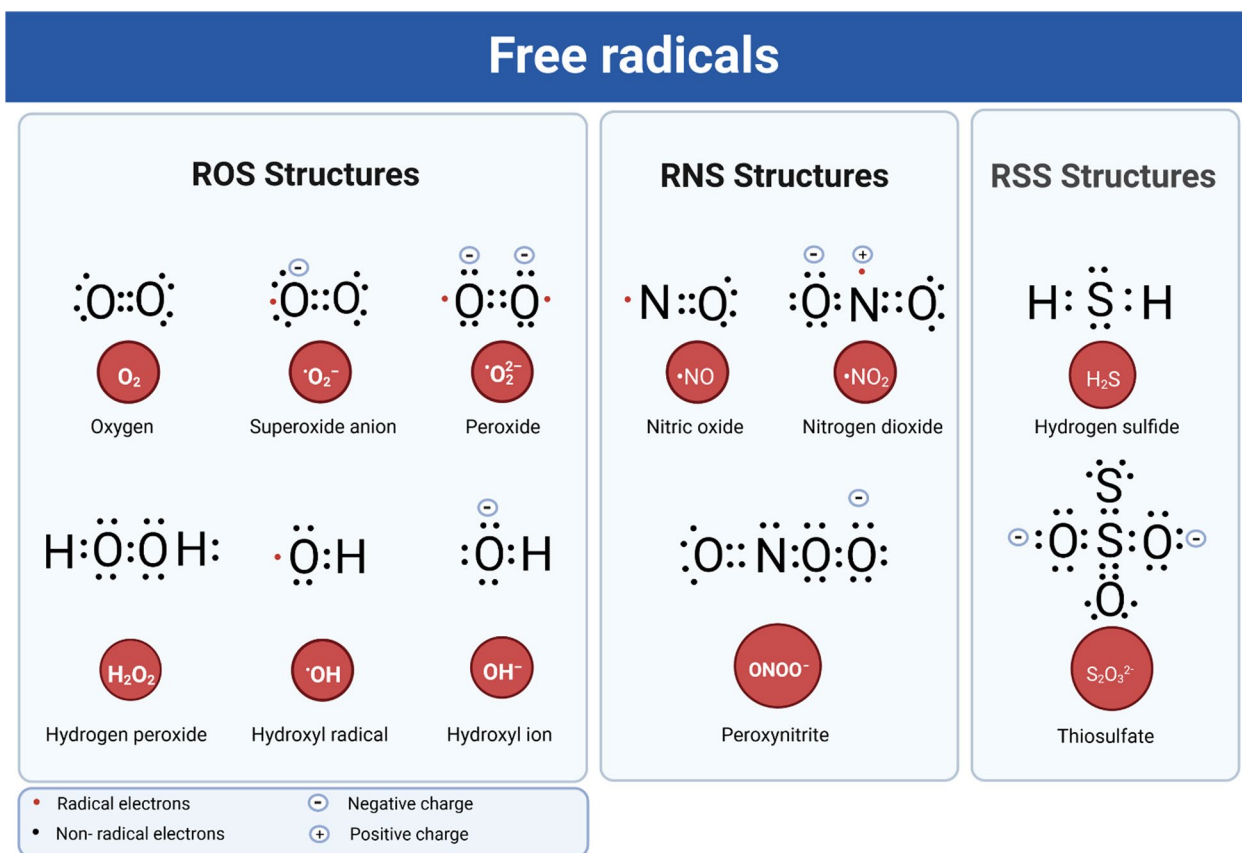 Free radicals
ROS Structures
O::O
O₂
Oxygen
O::O
•O₂⁻
Superoxide anion
O::O
•O₂²⁻
Peroxide
H:O:O H:
H₂O₂
Hydrogen peroxide
•O:H
•OH
Hydroxyl radical
:O:H
OH⁻
Hydroxyl ion
RNS Structures
•N::O
•NO
Nitric oxide
:O:N::O
•NO₂
Nitrogen dioxide
O::N:O:O:
ONOO⁻
Peroxynitrite
RSS Structures
H:S:H
H₂S
Hydrogen sulfide
S
:O:S:O:
O
S₂O₃²⁻
Thiosulfate
• Radical electrons
- Negative charge
• Non- radical electrons
+ Positive charge